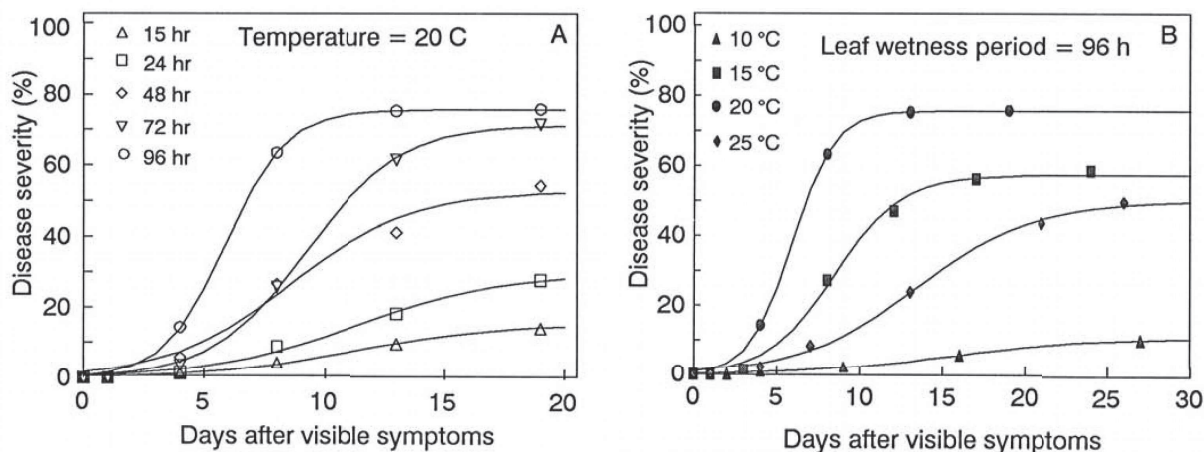 100
80
60
40
20
0
Disease severity (%)
Temperature = 20 C
A
15 hr
24 hr
48 hr
72 hr
96 hr
0 5 10 15 20
Days after visible symptoms
100
80
60
40
20
0
Disease severity (%)
Leaf wetness period = 96 h
B
10 °C
15 °C
20 °C
25 °C
0 5 10 15 20 25 30
Days after visible symptoms